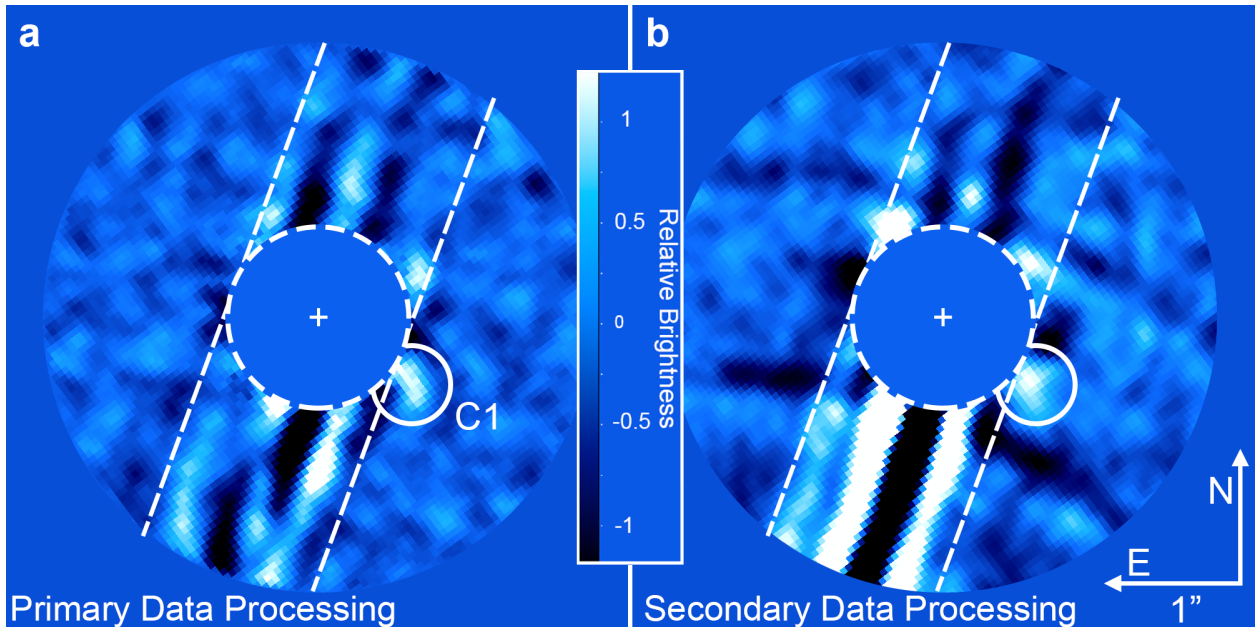 a
b
1
0.5
0
-0.5
-1
Relative Brightness
C1
N
E
1”
Primary Data Processing
Secondary Data Processing